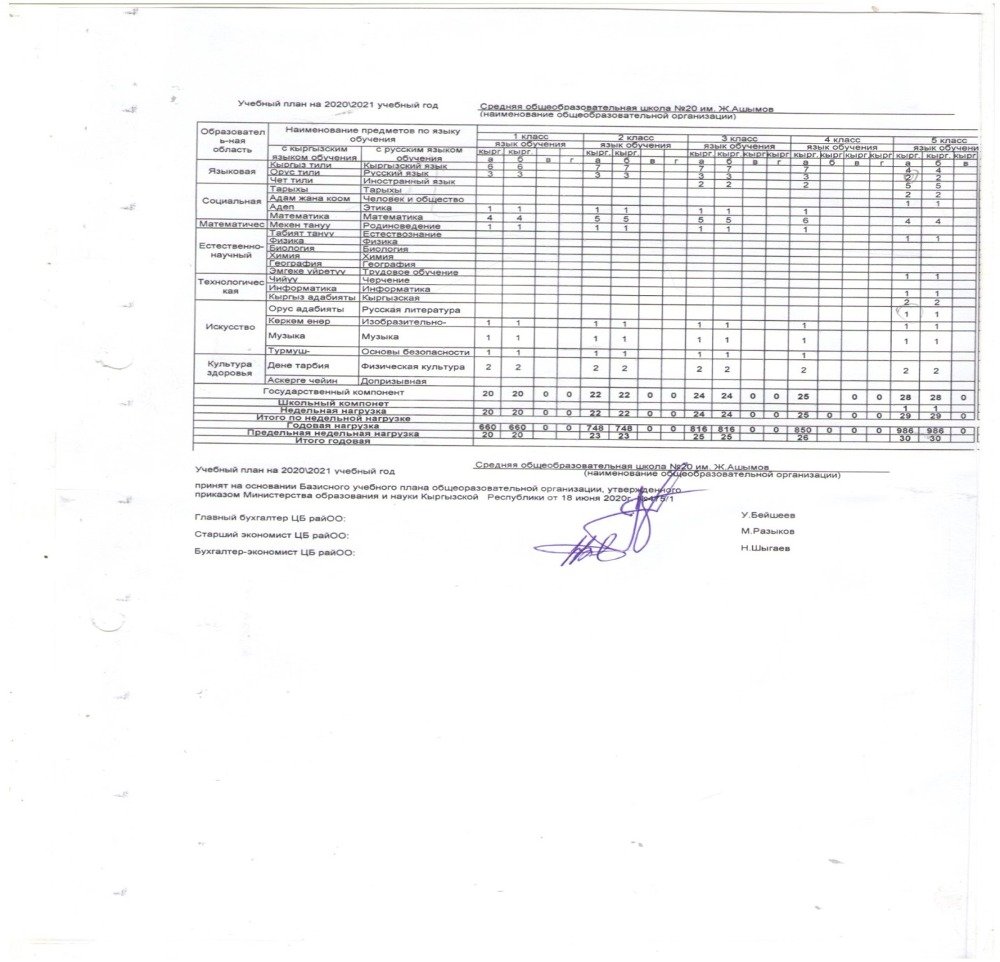 Учебный план на 2020\2021 учебный год Средняя общеобразовательная школа №20 им. Ж.Ашымов
(наименование общеобразовательной организации)
Образовател ь-ная область Наименование предметов по языку обучения 1 класс 2 класс 3 класс 4 класс 5 класс
язык обучения язык обучения язык обучения язык обучения язык обучени
с кыргызским языком обучения с русским языком обучения кырг. кырг. кырг. кырг. кырг. кырг. кырг кырг кырг. кырг кырг кырг кырг. кырг. кырг
а б в г а б в г а б в г а б в г а б в
Языковая Кыргыз тили Кыргызский язык 6 6 7 7 7 7 7 4 4
Орус тили Русский язык 3 3 3 3 3 3 3 2 2
Чет тили Иностранный язык 2 2 2 5 5
Социальная Тарыхы Тарыхы 2 2
Адам жана коом Человек и общество 1 1
Адеп Этика 1 1 1 1 1 1 1
Математика Математика 4 4 5 5 5 5 6 4 4
Математичес Мекен тануу Родиноведение 1 1 1 1 1 1 1
Естественно-научный Табият тануу Естествознание 1 1
Физика Физика
Биология Биология
Химия Химия
География География
Эмгеке уйретуу Трудовое обучение 1 1
Технологичес кая Чийуу Черчение
Информатика Информатика 1 1
Кыргыз адабияты Кыргызская 2 2
Искусство Орус адабияты Русская литература 1 1
Керкем енер Изобразительно- 1 1 1 1 1 1 1 1 1
Музыка Музыка 1 1 1 1 1 1 1 1 1
Турмуш- Основы безопасности 1 1 1 1 1 1 1
Культура здоровья Дене тарбия Физическая культура 2 2 2 2 2 2 2 2 2
Аскерге чейин Допризывная
Государственный компонент 20 20 0 0 22 22 0 0 24 24 0 0 25 0 0 28 28 0
Школьный компонет 1 1
Недельная нагрузка 20 20 0 0 22 22 0 0 24 24 0 0 25 0 0 0 29 29 0
Итого по недельной нагрузке
Годовая нагрузка 660 660 0 0 748 748 0 0 816 816 0 0 850 0 0 0 986 986 0
Предельная недельная нагрузка 20 20 23 23 25 25 26 30 30
Итого годовая
Учебный план на 2020\2021 учебный год Средняя общеобразовательная школа №20 им. Ж.Ашымов
(наименование общеобразовательной организации)
принят на основании Базисного учебного плана общеоразовательной организации, утвержденного
приказом Министерства образования и науки Кыргызской Республики от 18 июня 2020г. №475/1
Главный бухгалтер ЦБ райОО: У.Бейшеев
Старший экономист ЦБ райОО: М.Разыков
Бухгалтер-экономист ЦБ райОО: Н.Шыгаев